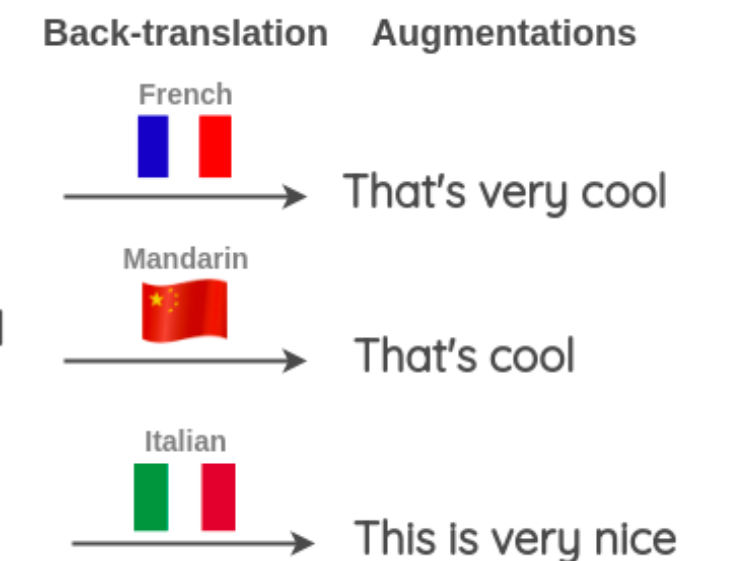 Back-translation Augmentations
French
That's very cool
Mandarin
That's cool
Italian
This is very nice